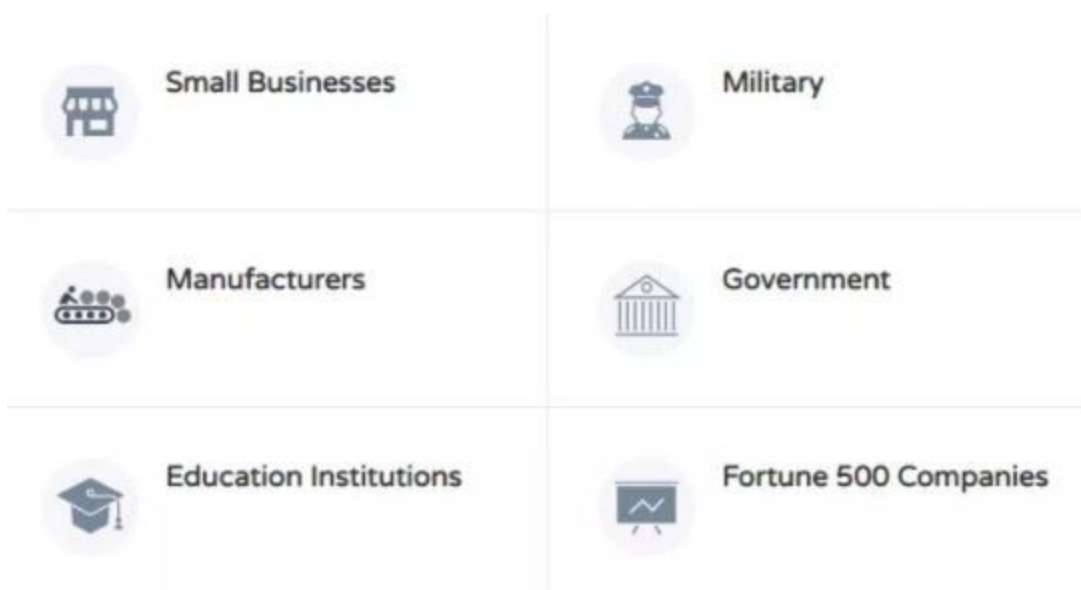 Small Businesses
Military
Manufacturers
Government
Education Institutions
Fortune 500 Companies